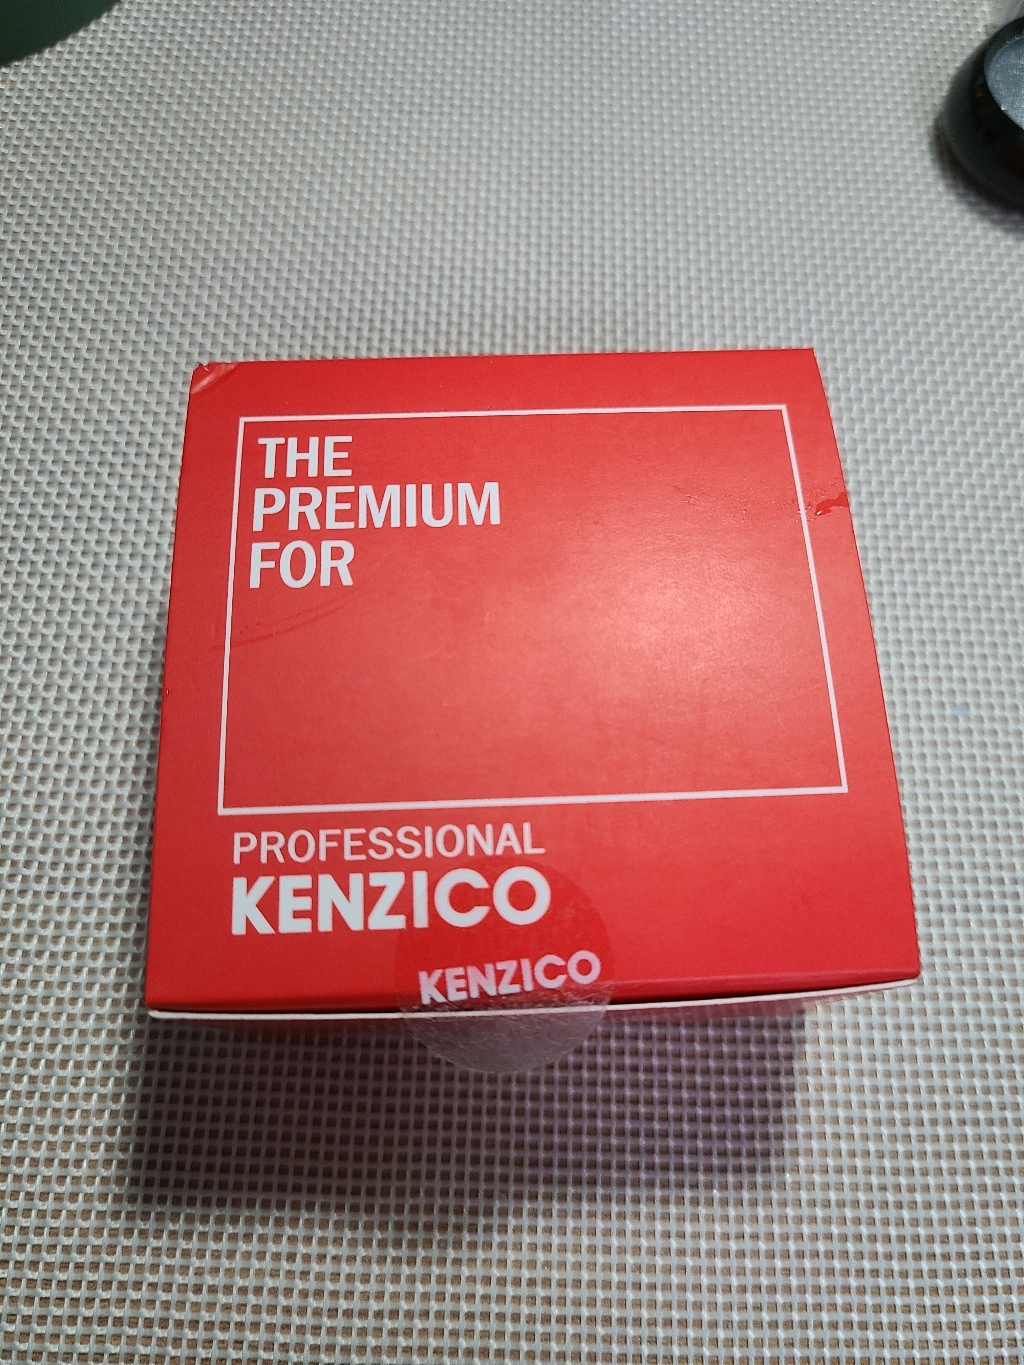 THE
PREMIUM
FOR
PROFESSIONAL
KENZICO
KENZICO